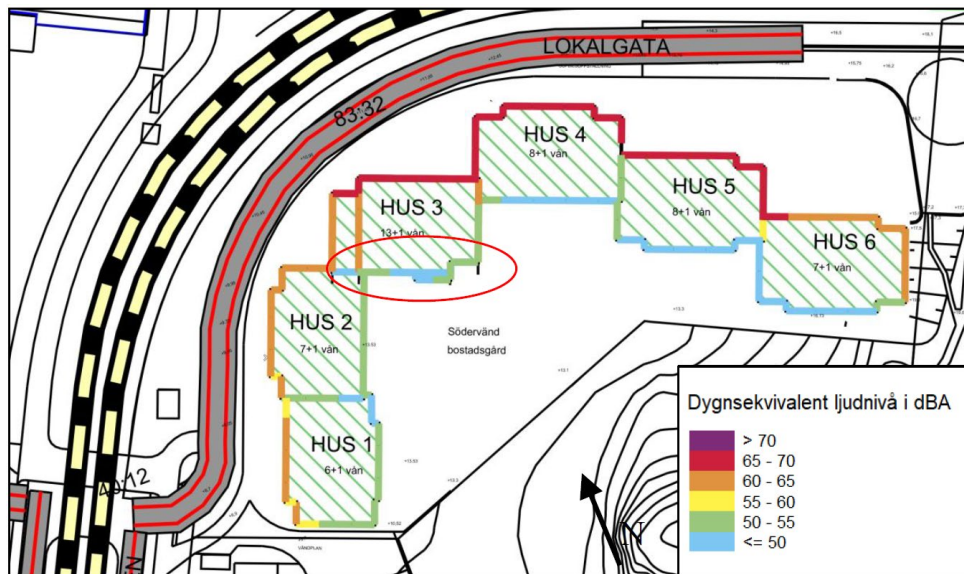 LOKALGATA
83:32
HUS 4
8+1 vån
HUS 5
8+1 vån
HUS 3
13+1 vån
HUS 6
7+1 vån
HUS 2
7+1 vån
Södervänd
bostadsgård
HUS 1
6+1 vån
40:12
VÄNDPLAN
N
Dygnsekvivalent ljudnivå i dBA
> 70
65 - 70
60 - 65
55 - 60
50 - 55
<= 50